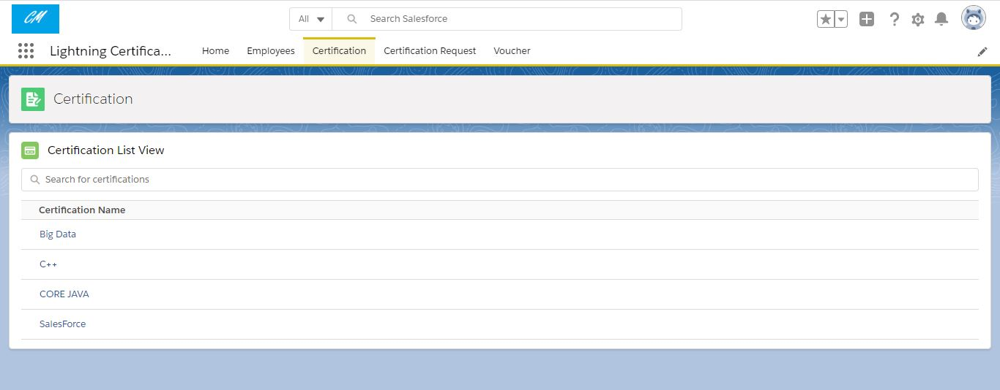 CM
All
Search Salesforce
Lightning Certifica...
Home Employees Certification Certification Request Voucher
Certification
Certification List View
Search for certifications
Certification Name
Big Data
C++
CORE JAVA
SalesForce